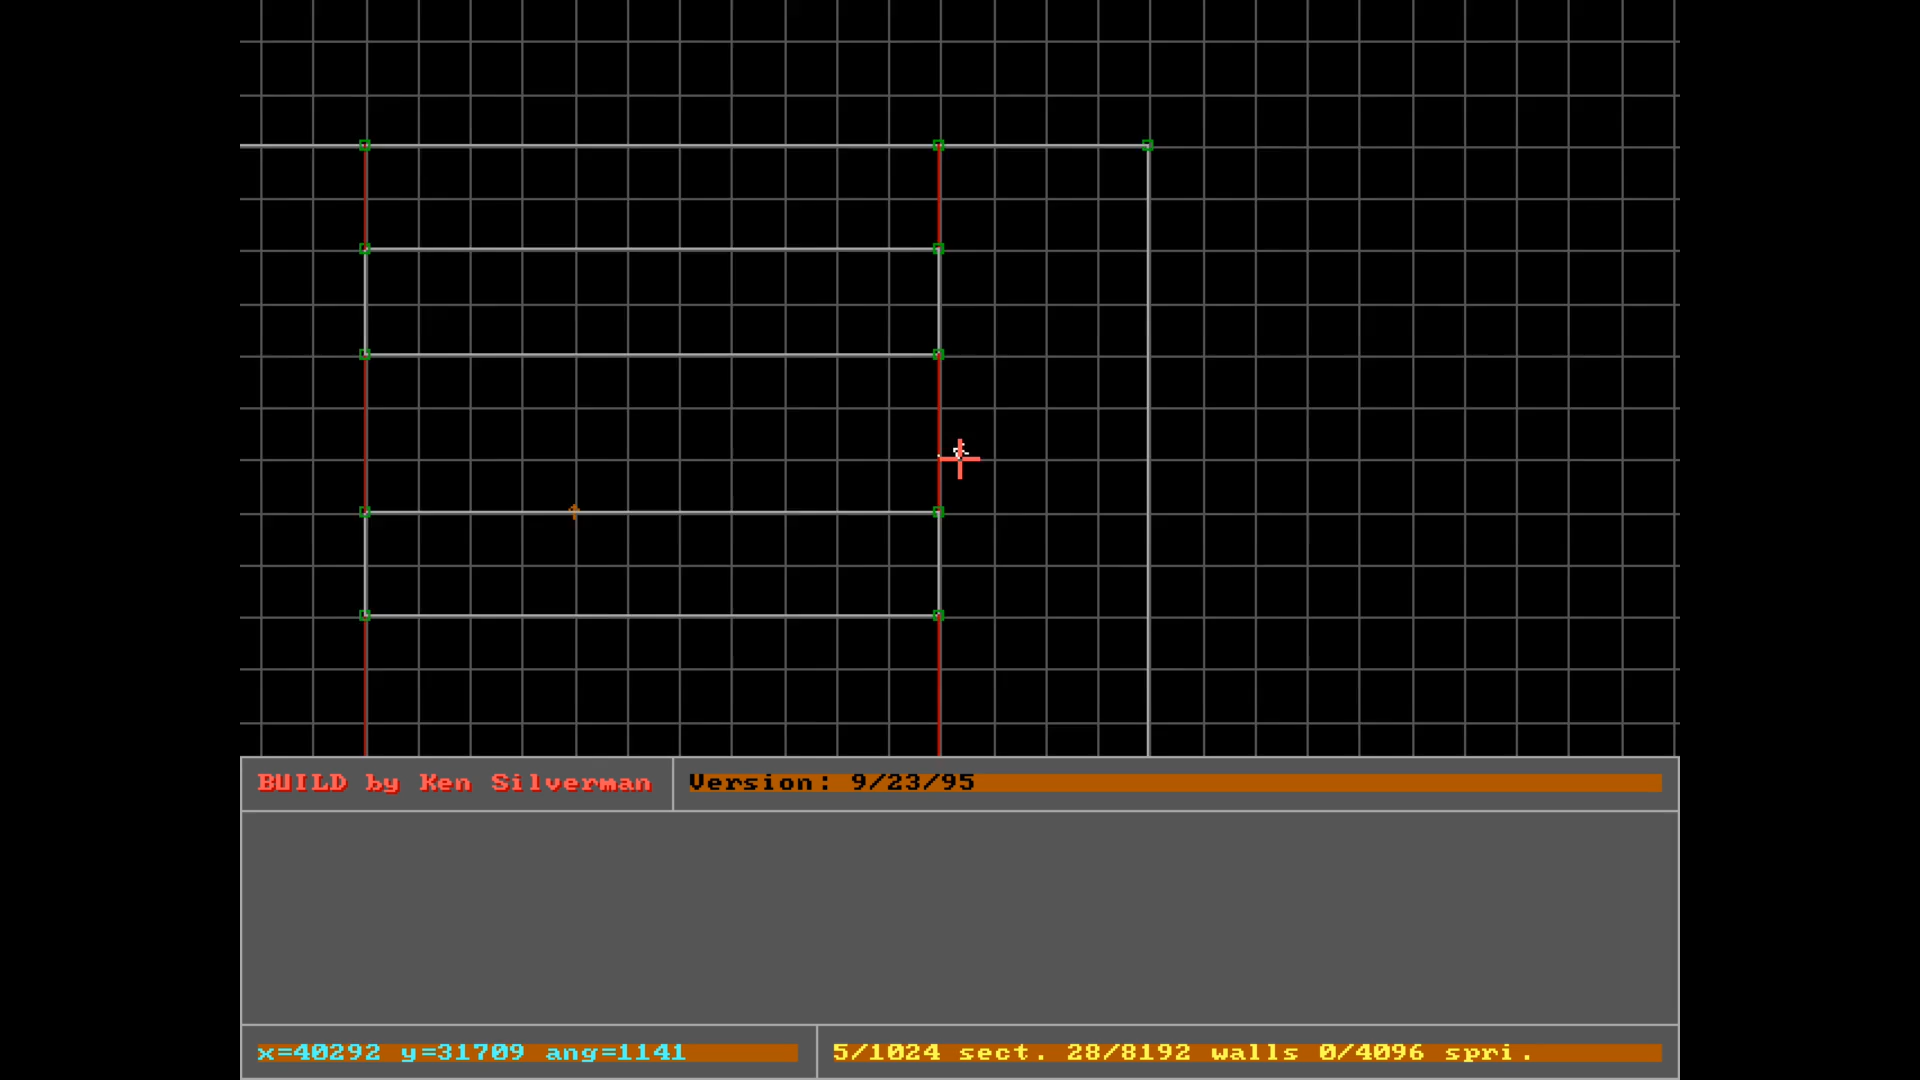 BUILD by Ken Silverman
Version: 9/23/95
x=40292 y=31709 ang=1141
5/1024 sect. 28/8192 walls 0/4096 spri.